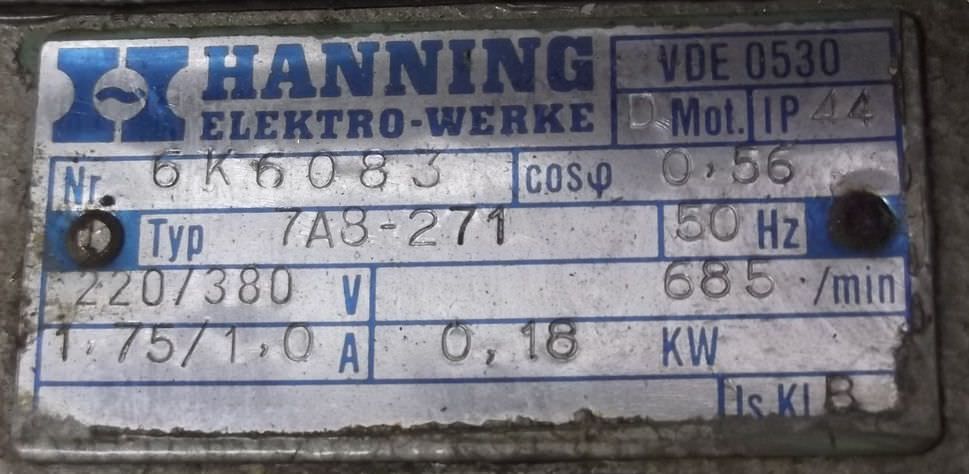 HANNING
ELEKTRO-WERKE
VDE 0530
D Mot. IP 44
Nr. 6K6083 cosφ 0,56
Typ 7A8-271 50 Hz
220/380 V 685 /min
1,75/1,0 A 0,18 KW
Is.Kl B